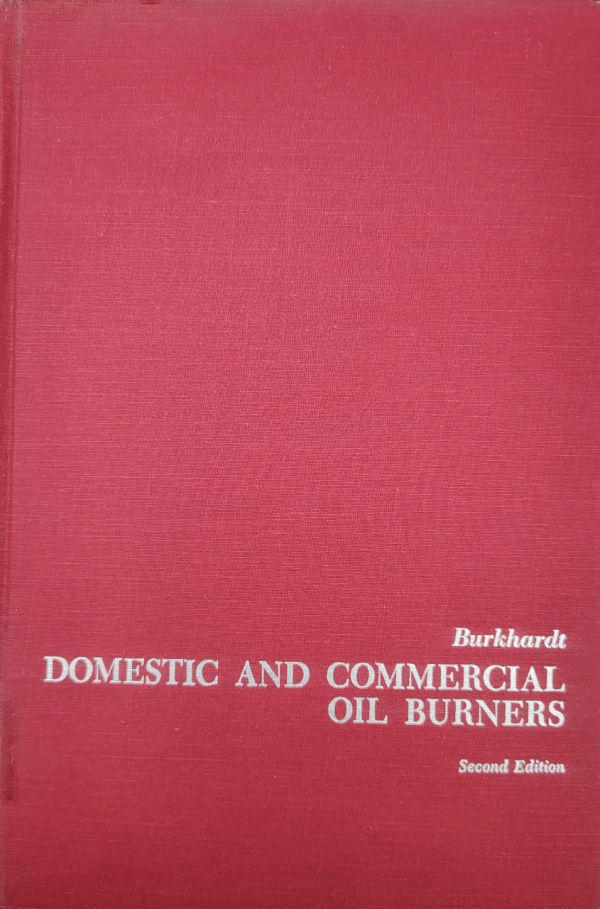 Burkhardt
DOMESTIC AND COMMERCIAL
OIL BURNERS
Second Edition